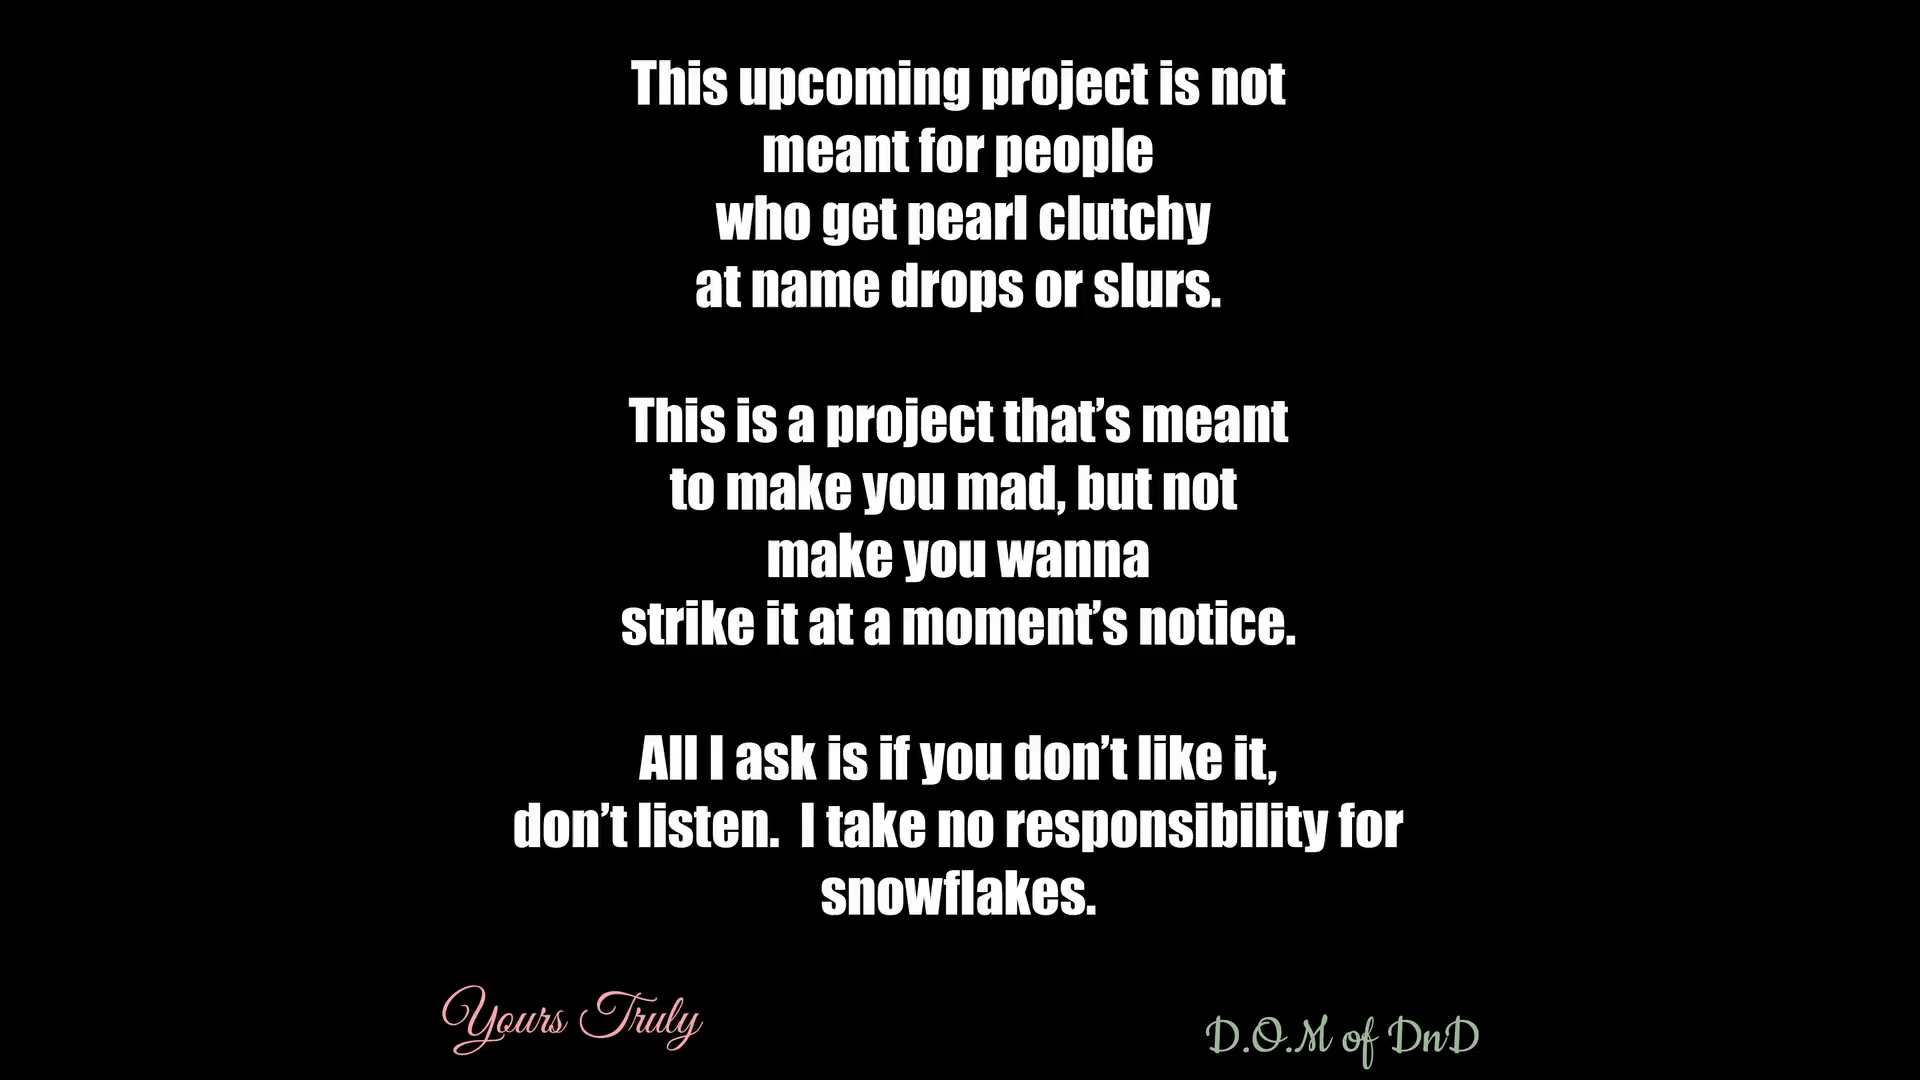 This upcoming project is not
meant for people
who get pearl clutchy
at name drops or slurs.
This is a project that’s meant
to make you mad, but not
make you wanna
strike it at a moment’s notice.
All I ask is if you don’t like it,
don’t listen.  I take no responsibility for
snowflakes.
Yours Truly
D.O.M of DnD